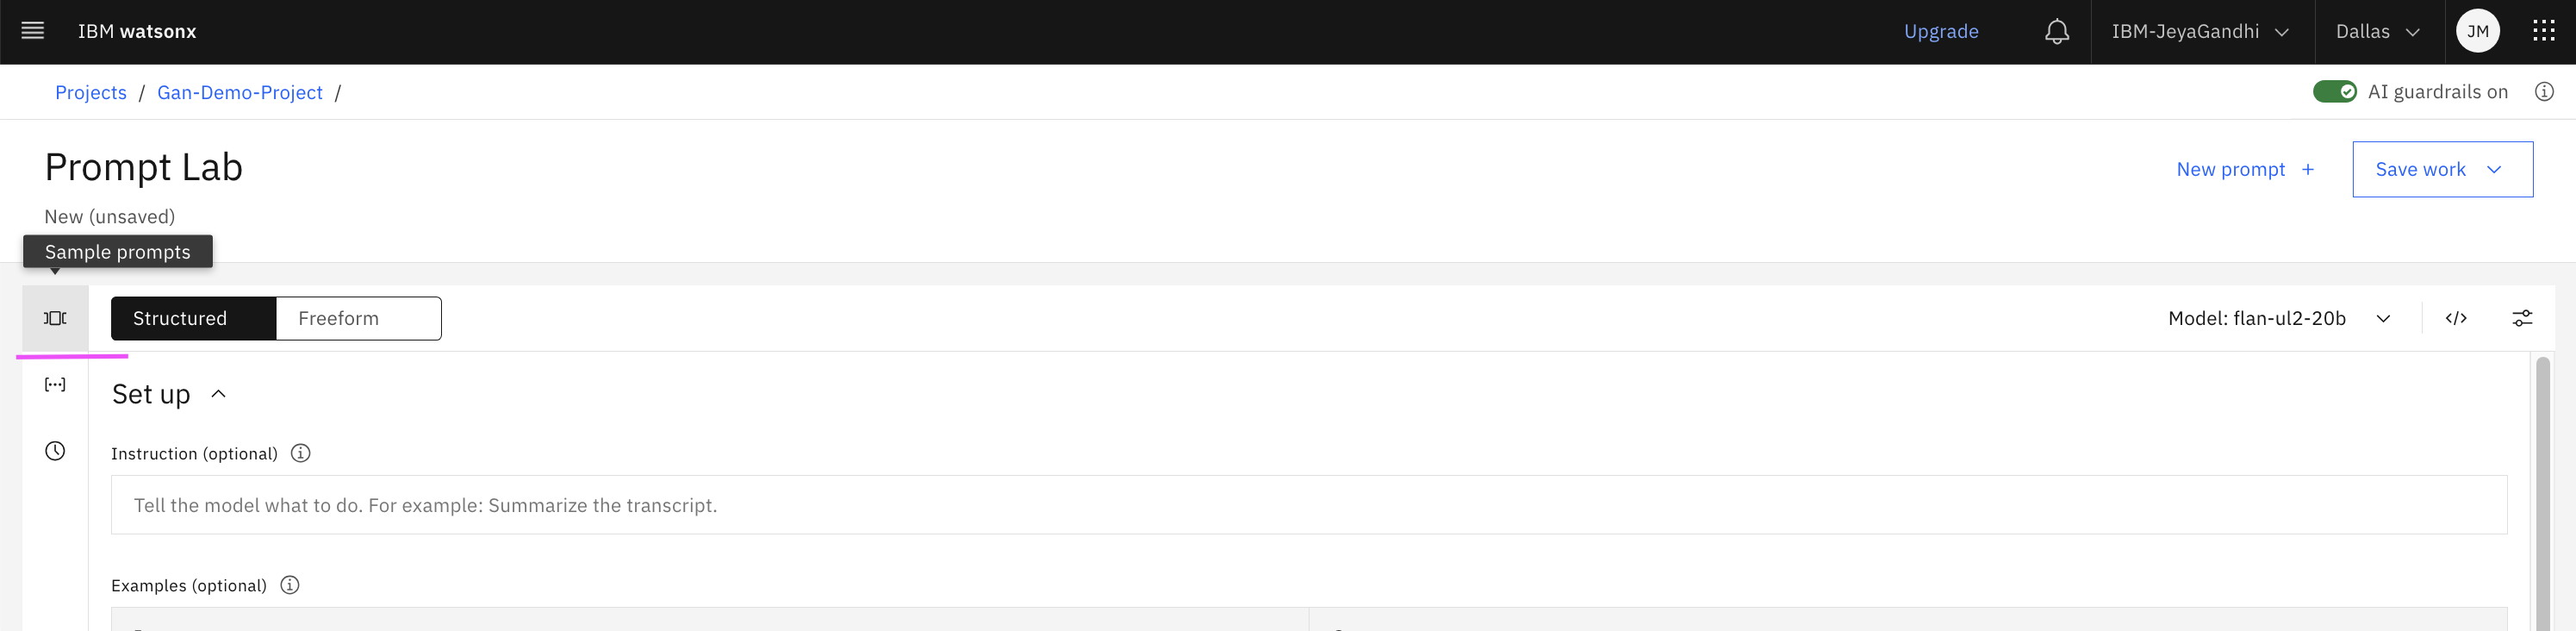 IBM watsonx
Upgrade
IBM-JeyaGandhi
Dallas
JM
Projects / Gan-Demo-Project /
AI guardrails on
Prompt Lab
New prompt +
Save work
New (unsaved)
Sample prompts
Structured
Freeform
Model: flan-ul2-20b
</>
Set up
Instruction (optional)
Tell the model what to do. For example: Summarize the transcript.
Examples (optional)